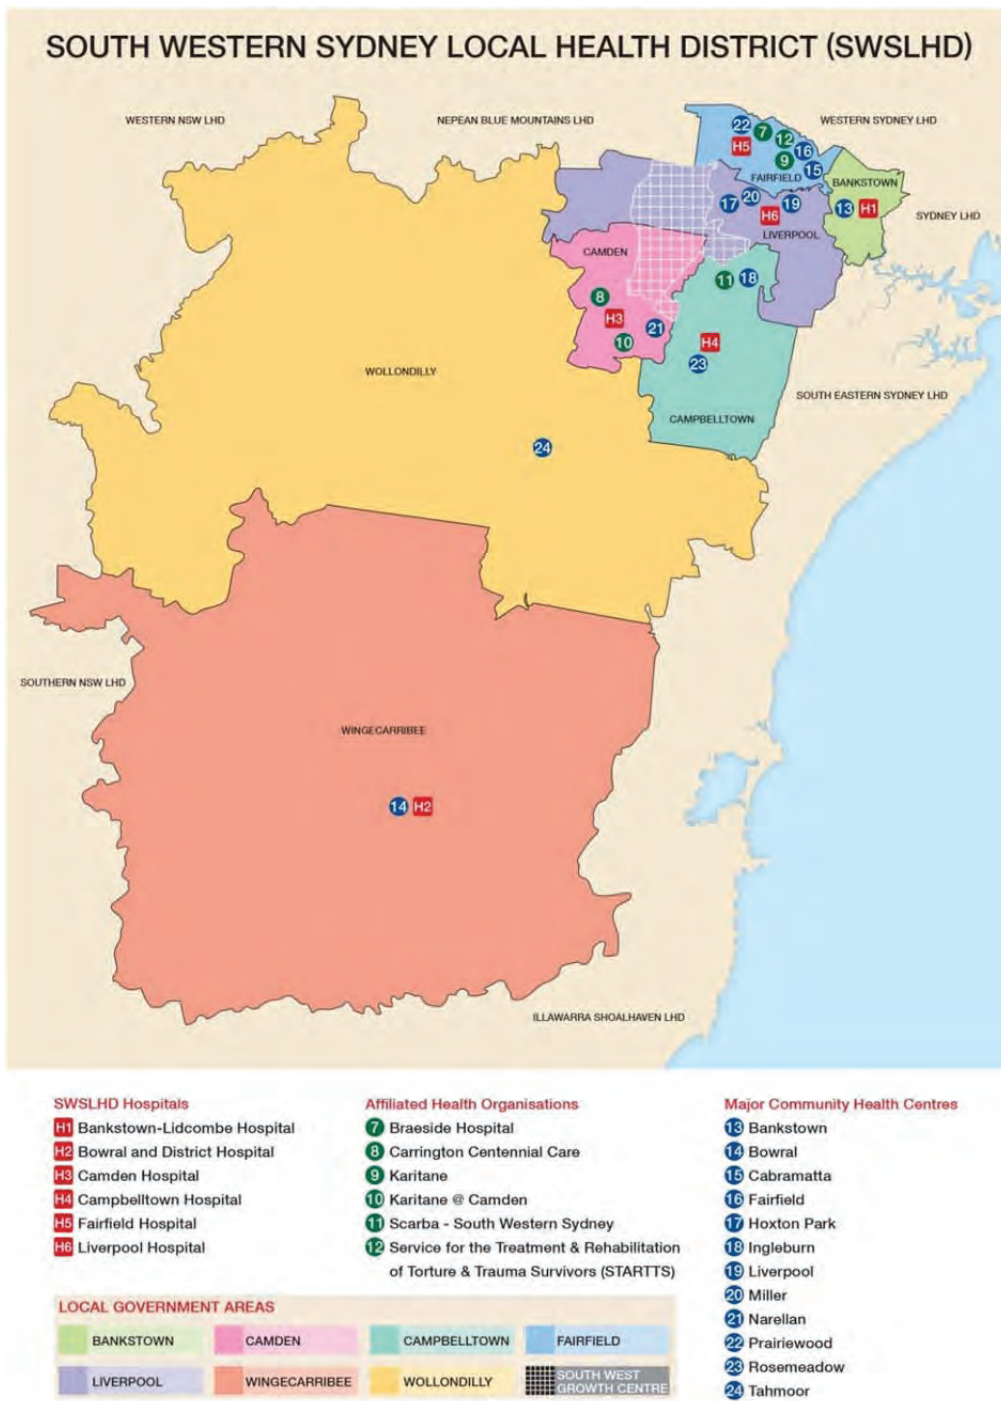 SOUTH WESTERN SYDNEY LOCAL HEALTH DISTRICT (SWSLHD)
WESTERN NSW LHD
NEPEAN BLUE MOUNTAINS LHD
WESTERN SYDNEY LHD
22
7
12
H5
16
9
15
FAIRFIELD
BANKSTOWN
17
20
19
13
H1
H6
SYDNEY LHD
LIVERPOOL
CAMDEN
11
18
8
H3
21
10
H4
23
WOLLONDILLY
SOUTH EASTERN SYDNEY LHD
CAMPBELLTOWN
24
SOUTHERN NSW LHD
WINGECARRIBEE
14
H2
ILLAWARRA SHOALHAVEN LHD
SWSLHD Hospitals
H1 Bankstown-Lidcombe Hospital
H2 Bowral and District Hospital
H3 Camden Hospital
H4 Campbelltown Hospital
H5 Fairfield Hospital
H6 Liverpool Hospital
Affiliated Health Organisations
7 Braeside Hospital
8 Carrington Centennial Care
9 Karitane
10 Karitane @ Camden
11 Scarba - South Western Sydney
12 Service for the Treatment & Rehabilitation
of Torture & Trauma Survivors (STARTTS)
Major Community Health Centres
13 Bankstown
14 Bowral
15 Cabramatta
16 Fairfield
17 Hoxton Park
18 Ingleburn
19 Liverpool
20 Miller
21 Narellan
22 Prairiewood
23 Rosemeadow
24 Tahmoor
LOCAL GOVERNMENT AREAS
BANKSTOWN
CAMDEN
CAMPBELLTOWN
FAIRFIELD
LIVERPOOL
WINGECARRIBEE
WOLLONDILLY
SOUTH WEST
GROWTH CENTRE